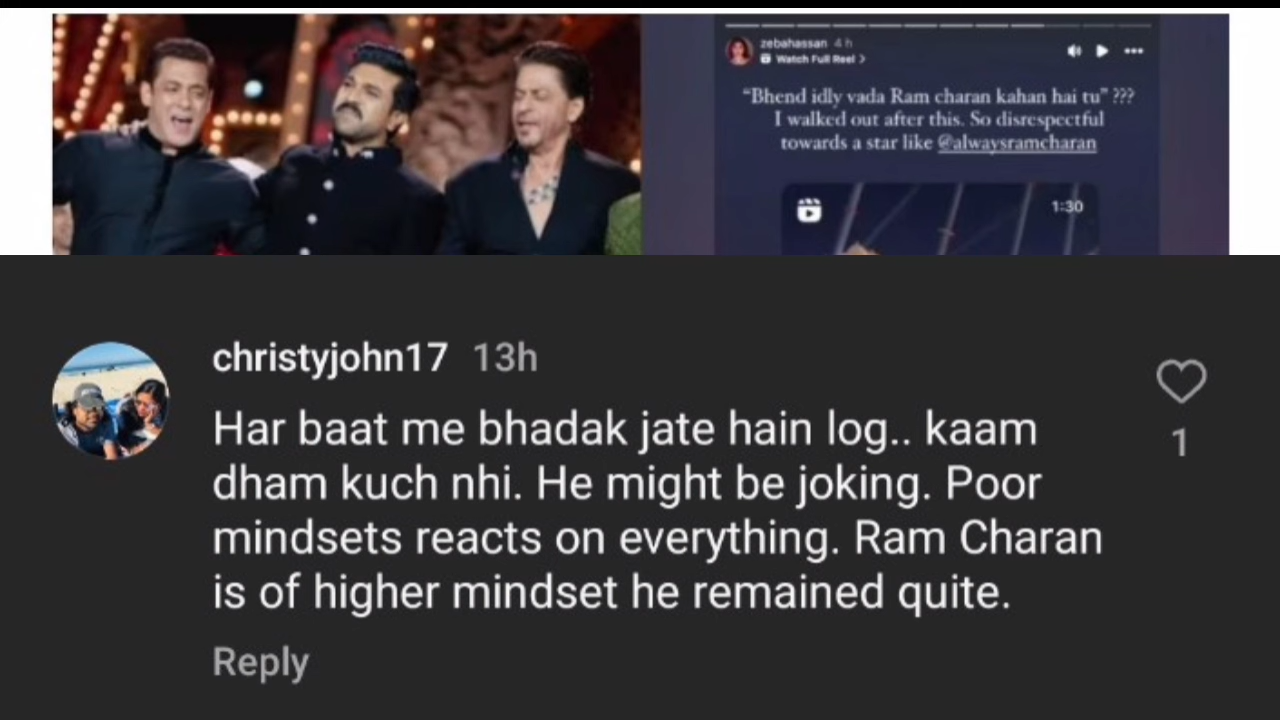 zebahassan 4 h
Watch Full Reel >
“Bhend idly vada Ram charan kahan hai tu” ???
I walked out after this. So disrespectful
towards a star like @alwaysramcharan
1:30
christyjohn17 13h
Har baat me bhadak jate hain log.. kaam
dham kuch nhi. He might be joking. Poor
mindsets reacts on everything. Ram Charan
is of higher mindset he remained quite.
1
Reply